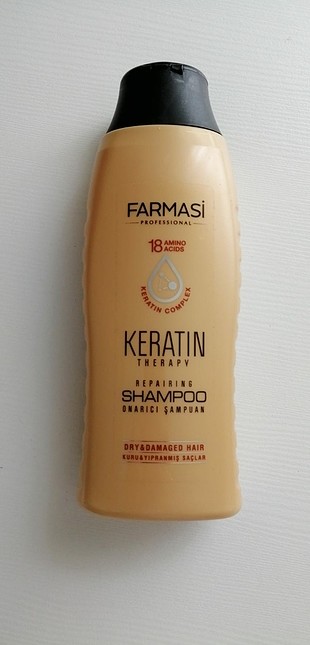 FARMASi
PROFESSIONAL
18 AMINO ACIDS
KERATIN COMPLEX
KERATIN
THERAPY
REPAIRING
SHAMPOO
ONARICI ŞAMPUAN
DRY&DAMAGED HAIR
KURU&YIPRANMIŞ SAÇLAR